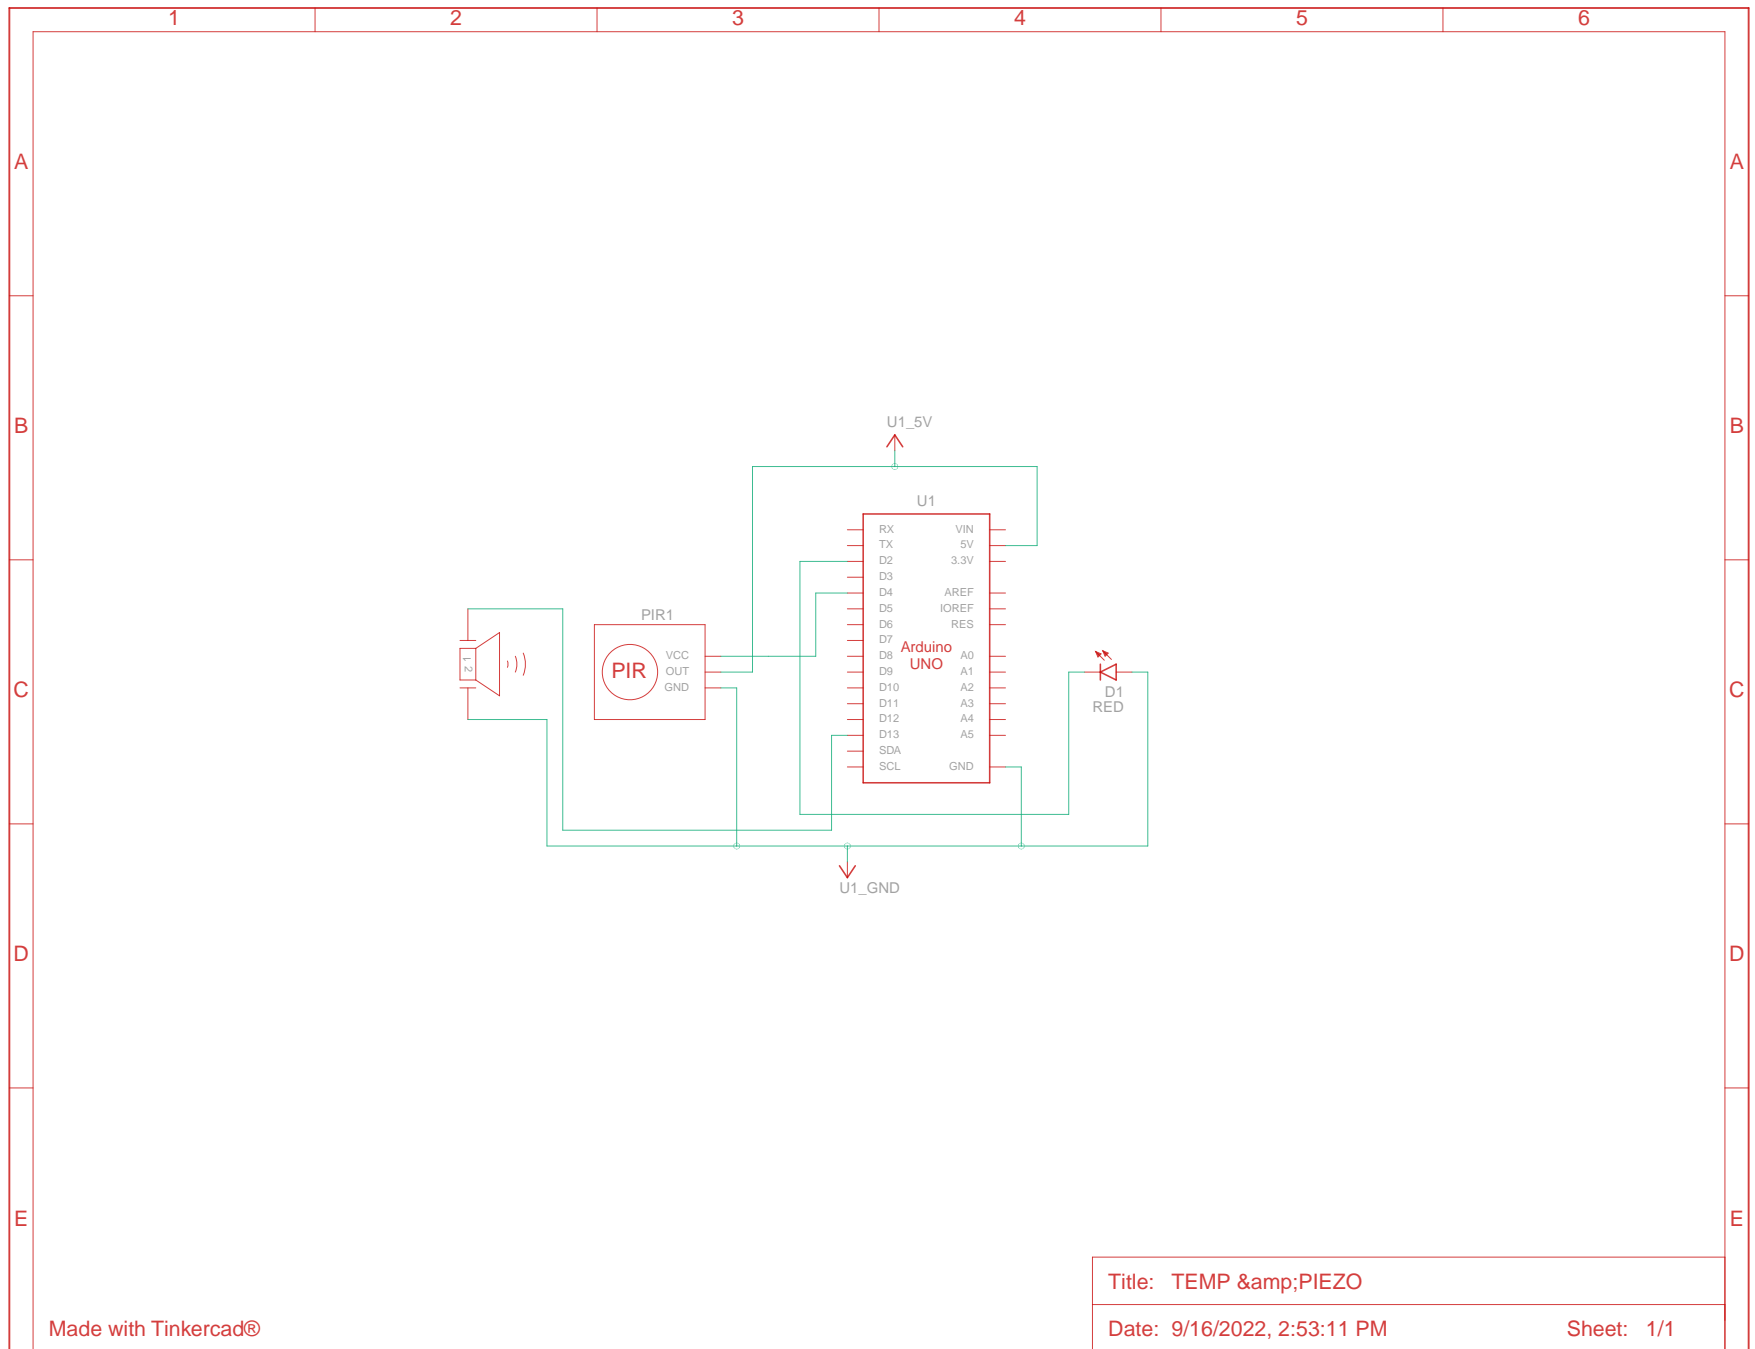 1 2 3 4 5 6
A A
B B
U1_5V
U1
RX VIN
TX 5V
D2 3.3V
D3
D4 AREF
D5 IOREF
D6 RES
D7
Arduino
UNO
D8 A0
D9 A1
D10 A2
D11 A3
D12 A4
D13 A5
SDA
SCL GND
PIR1
PIR
VCC
OUT
GND
1 2
C C
D1
RED
U1_GND
D D
E E
Title: TEMP &amp;PIEZO
Made with Tinkercad®
Date: 9/16/2022, 2:53:11 PM Sheet: 1/1